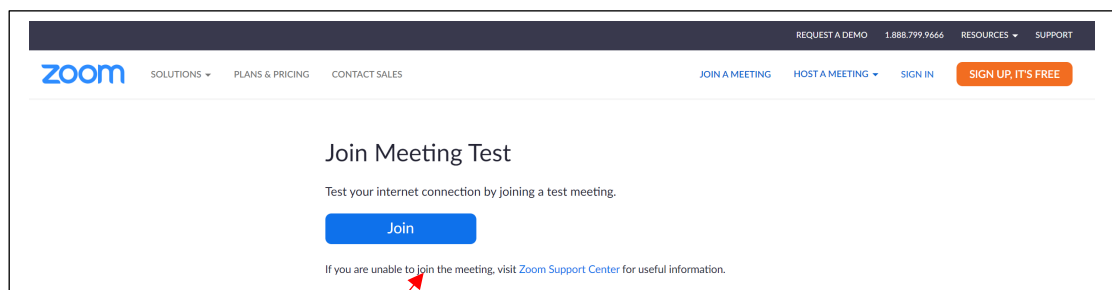 REQUEST A DEMO 1.888.799.9666 RESOURCES SUPPORT
zoom SOLUTIONS PLANS & PRICING CONTACT SALES JOIN A MEETING HOST A MEETING SIGN IN SIGN UP, IT'S FREE
Join Meeting Test
Test your internet connection by joining a test meeting.
Join
If you are unable to join the meeting, visit Zoom Support Center for useful information.